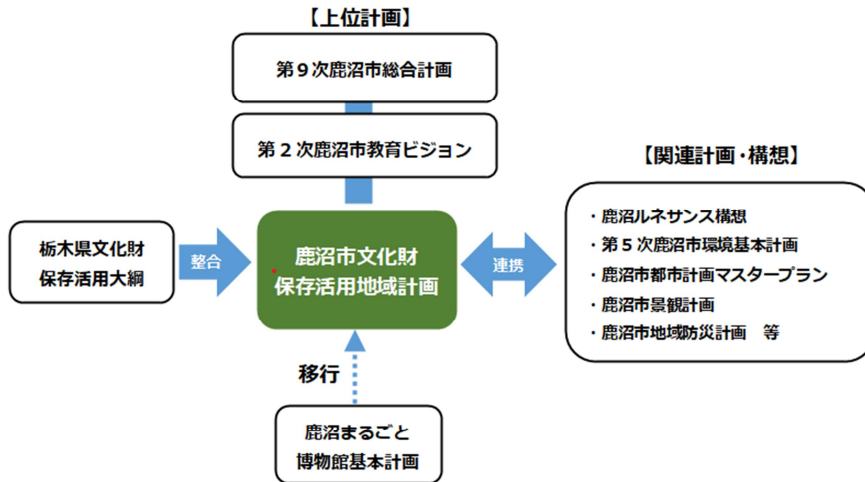 【上位計画】
第９次鹿沼市総合計画
第２次鹿沼市教育ビジョン
【関連計画・構想】
・鹿沼ルネサンス構想
・第５次鹿沼市環境基本計画
・鹿沼市都市計画マスタープラン
・鹿沼市景観計画
・鹿沼市地域防災計画　等
栃木県文化財
保存活用大綱
整合
鹿沼市文化財
保存活用地域計画
連携
移行
鹿沼まるごと
博物館基本計画